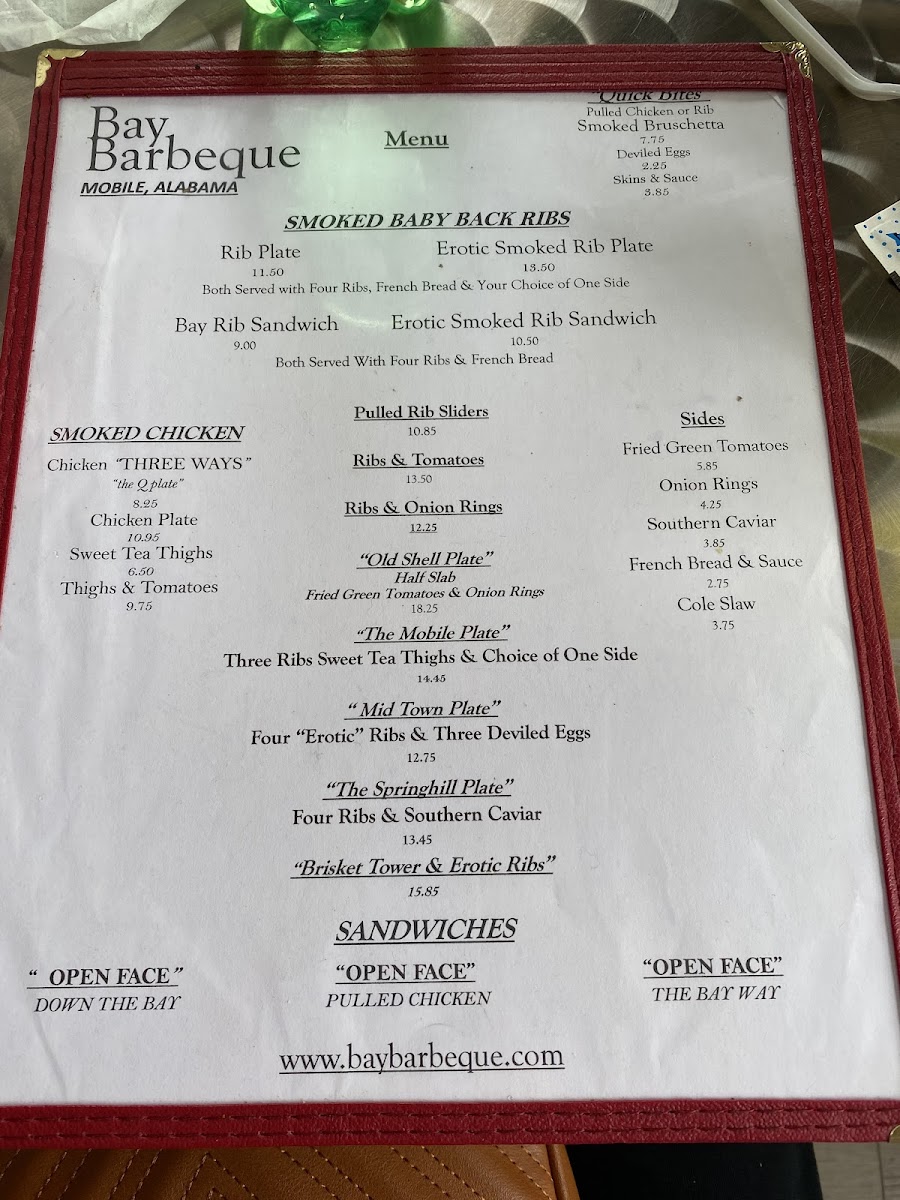 Bay
Barbeque
MOBILE, ALABAMA
Menu
"Quick Bites"
Pulled Chicken or Rib
Smoked Bruschetta
7.75
Deviled Eggs
2.25
Skins & Sauce
3.85
SMOKED BABY BACK RIBS
Rib Plate
11.50
Erotic Smoked Rib Plate
13.50
Both Served with Four Ribs, French Bread & Your Choice of One Side
Bay Rib Sandwich
9.00
Erotic Smoked Rib Sandwich
10.50
Both Served With Four Ribs & French Bread
SMOKED CHICKEN
Chicken "THREE WAYS"
"the Q plate"
8.25
Chicken Plate
10.95
Sweet Tea Thighs
6.50
Thighs & Tomatoes
9.75
Pulled Rib Sliders
10.85
Ribs & Tomatoes
13.50
Ribs & Onion Rings
12.25
"Old Shell Plate"
Half Slab
Fried Green Tomatoes & Onion Rings
18.25
Sides
Fried Green Tomatoes
5.85
Onion Rings
4.25
Southern Caviar
3.85
French Bread & Sauce
2.75
Cole Slaw
3.75
"The Mobile Plate"
Three Ribs Sweet Tea Thighs & Choice of One Side
14.45
" Mid Town Plate"
Four "Erotic" Ribs & Three Deviled Eggs
12.75
"The Springhill Plate"
Four Ribs & Southern Caviar
13.45
"Brisket Tower & Erotic Ribs"
15.85
SANDWICHES
" OPEN FACE"
DOWN THE BAY
"OPEN FACE"
PULLED CHICKEN
"OPEN FACE"
THE BAY WAY
www.baybarbeque.com